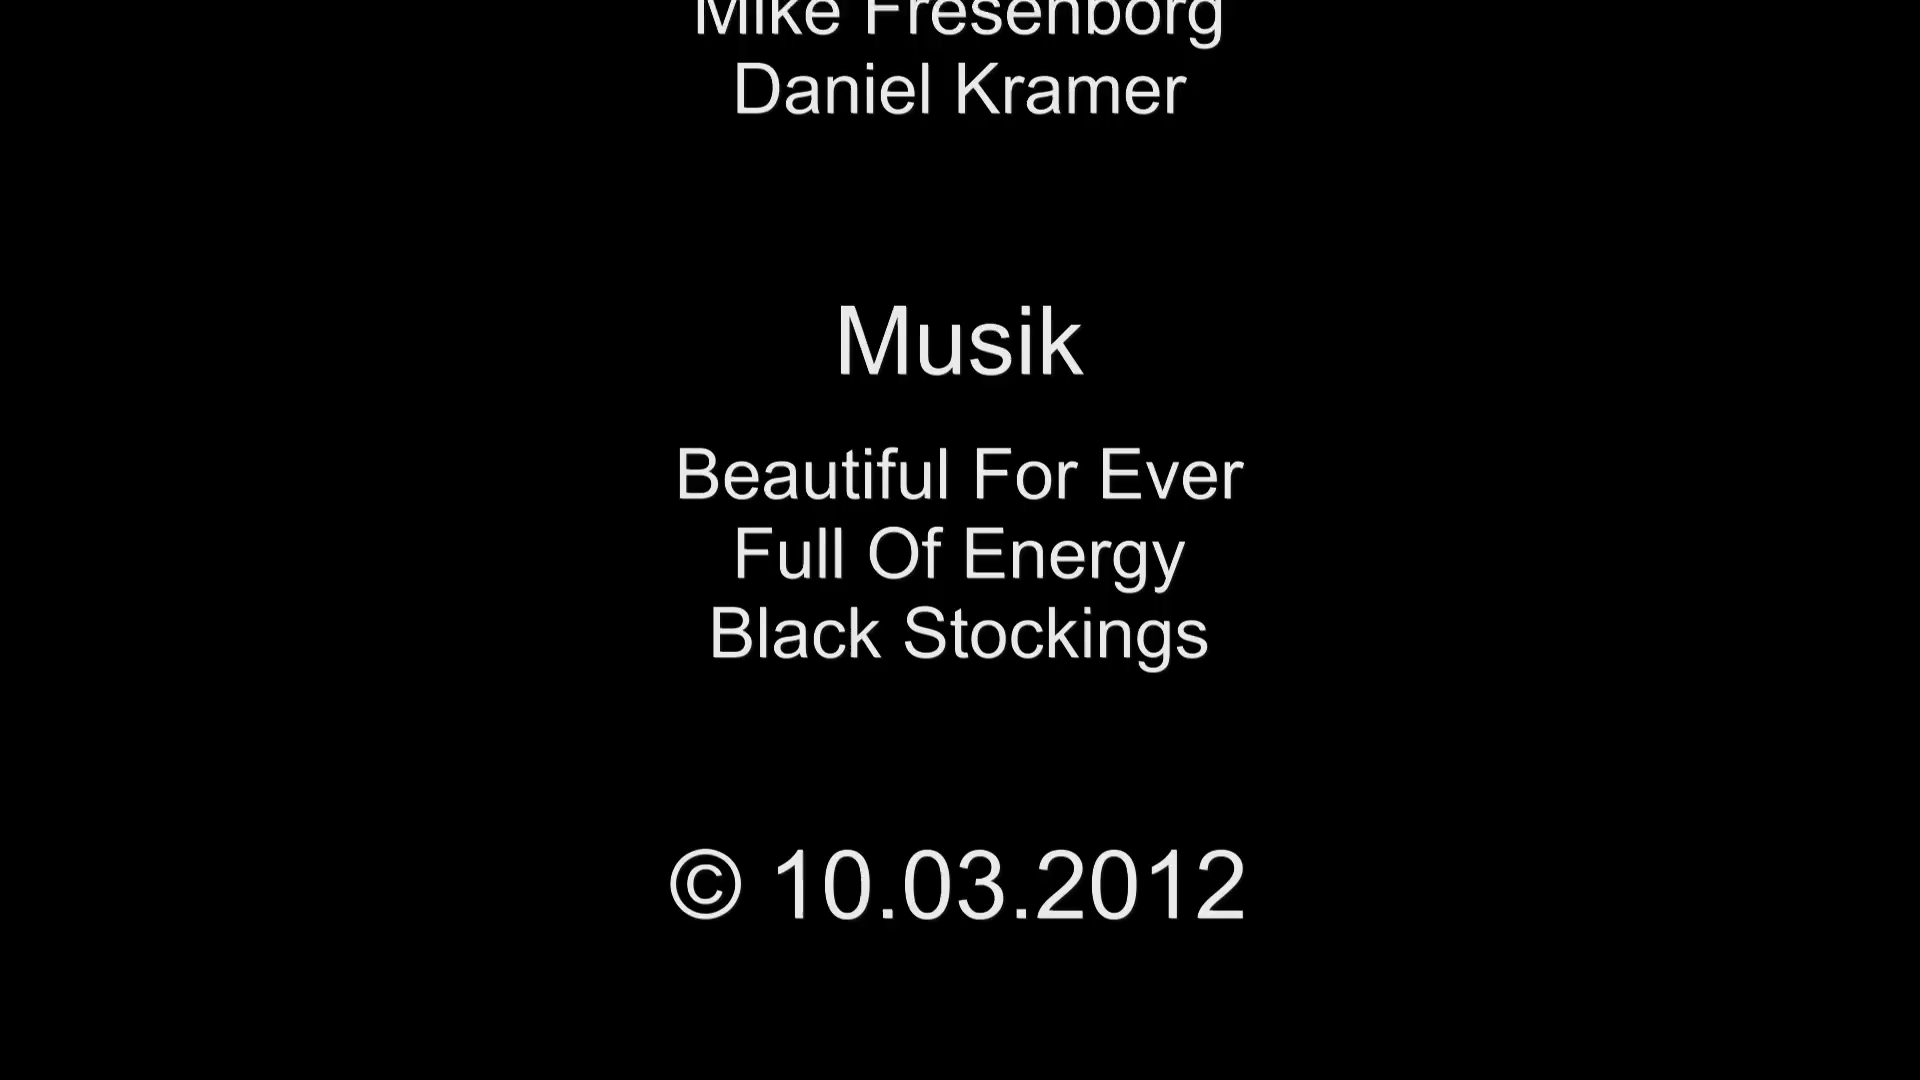 Mike Fresenborg
Daniel Kramer
Musik
Beautiful For Ever
Full Of Energy
Black Stockings
© 10.03.2012